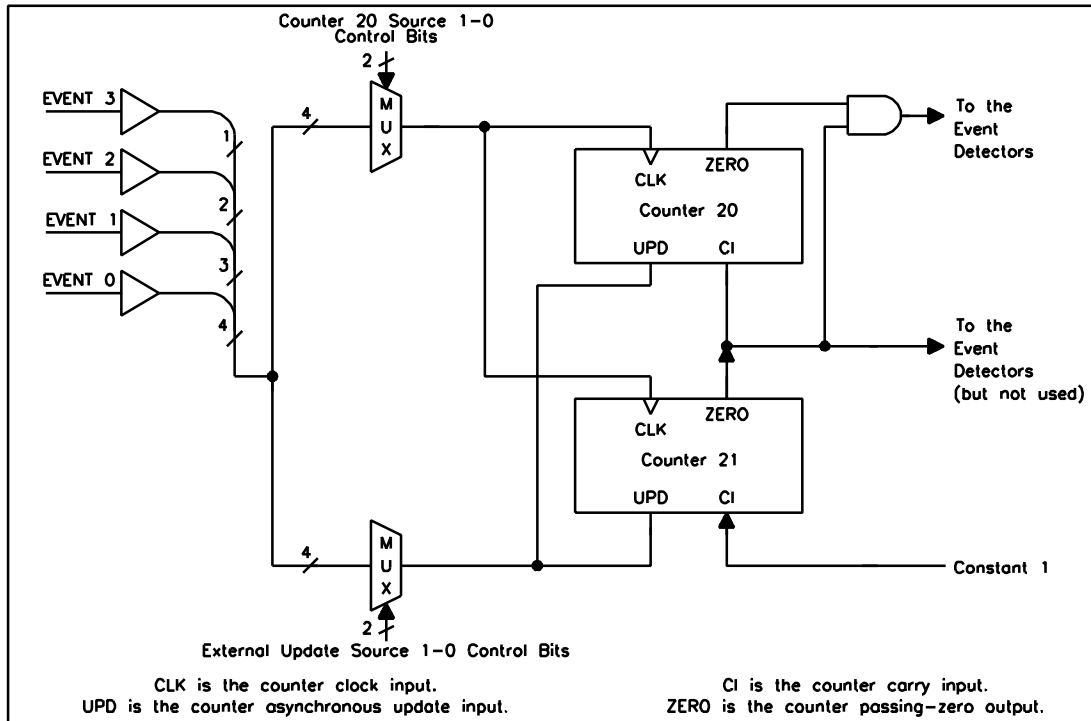 Counter 20 Source 1-0
Control Bits
2
EVENT 3
EVENT 2
EVENT 1
EVENT 0
1
2
3
4
4
MUX
CLK
ZERO
Counter 20
UPD
CI
To the
Event
Detectors
To the
Event
Detectors
(but not used)
CLK
ZERO
Counter 21
UPD
CI
4
MUX
2
Constant 1
External Update Source 1-0 Control Bits
CLK is the counter clock input.
UPD is the counter asynchronous update input.
CI is the counter carry input.
ZERO is the counter passing-zero output.